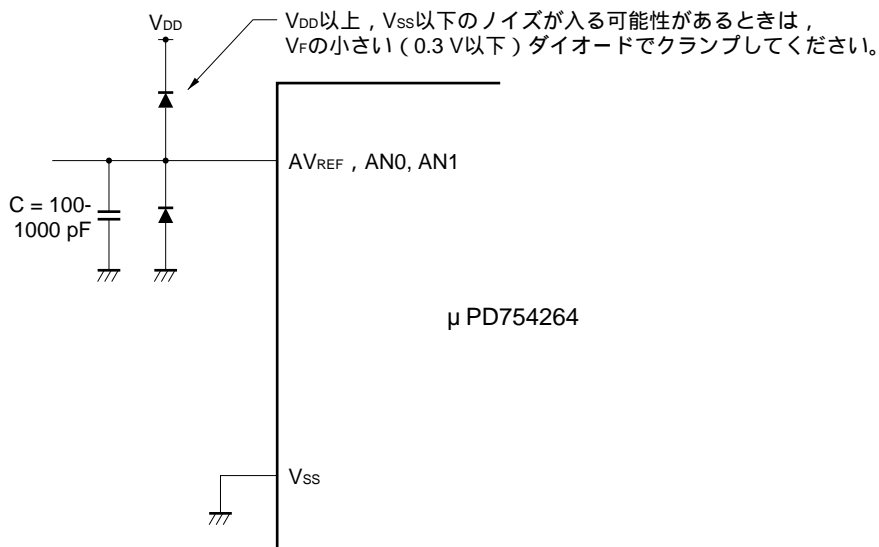 VDD
VDD以上，VSS以下のノイズが入る可能性があるときは，
VFの小さい（0.3 V以下）ダイオードでクランプしてください。
AVREF , AN0, AN1
C = 100-
1000 pF
μ PD754264
VSS